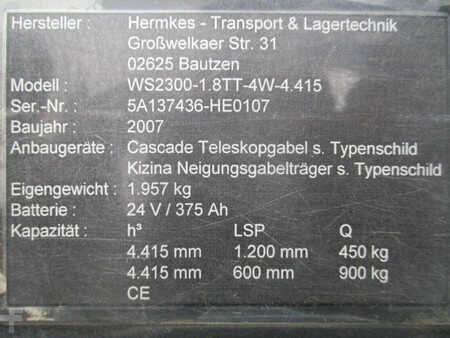 Hersteller : Hermkes - Transport & Lagertechnik
Großwelkaer Str. 31
02625 Bautzen
Modell : WS2300-1.8TT-4W-4.415
Ser.-Nr. : 5A137436-HE0107
Baujahr : 2007
Anbaugeräte : Cascade Teleskopgabel s. Typenschild
Kizina Neigungsgabelträger s. Typenschild
Eigengewicht : 1.957 kg
Batterie : 24 V / 375 Ah
Kapazität : h³ LSP Q
4.415 mm 1.200 mm 450 kg
4.415 mm 600 mm 900 kg
CE